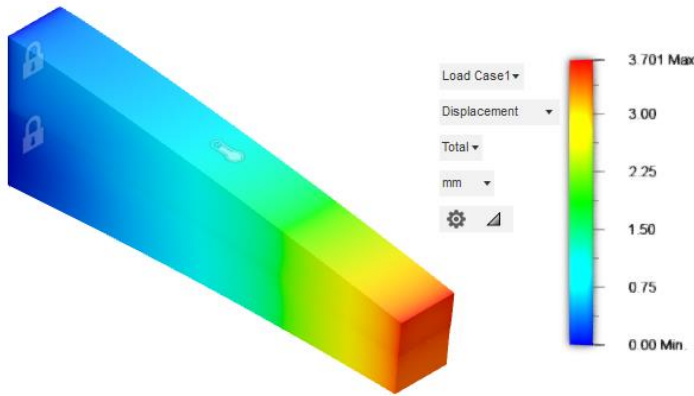 Load Case1
Displacement
Total
mm
3.701 Max
3.00
2.25
1.50
0.75
0.00 Min.